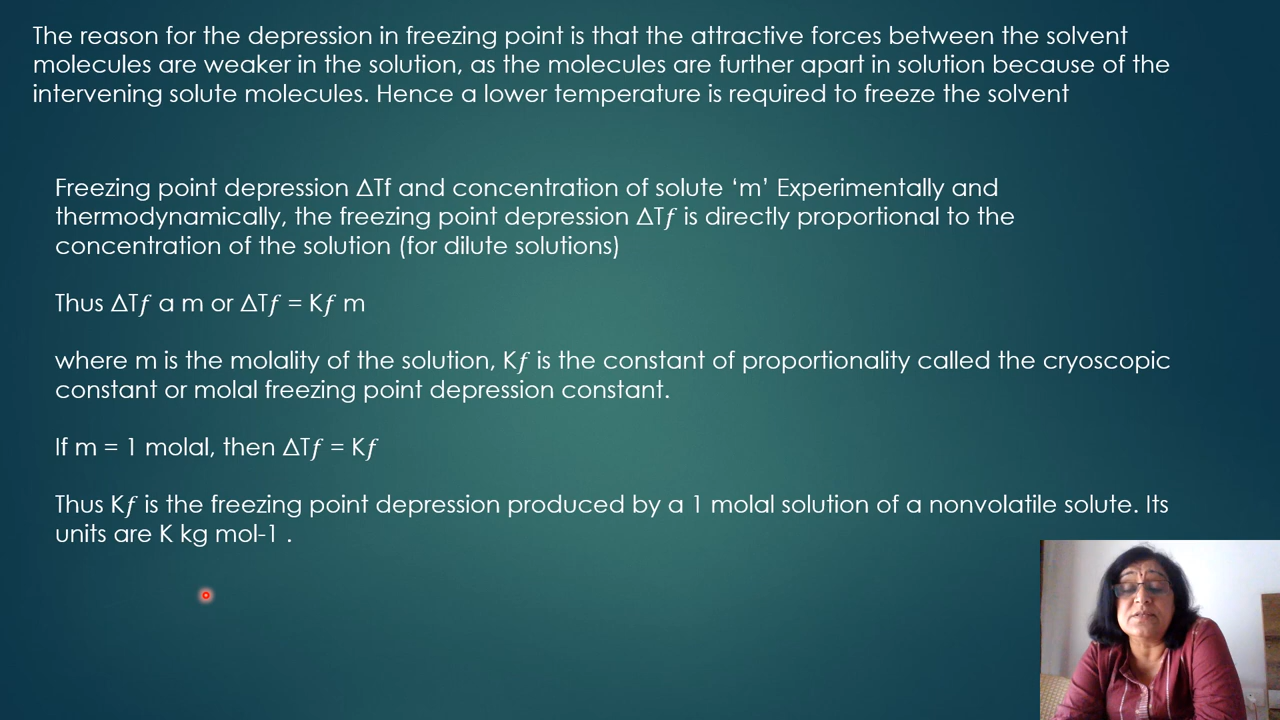 The reason for the depression in freezing point is that the attractive forces between the solvent
molecules are weaker in the solution, as the molecules are further apart in solution because of the
intervening solute molecules. Hence a lower temperature is required to freeze the solvent
Freezing point depression ΔTf and concentration of solute ‘m’ Experimentally and
thermodynamically, the freezing point depression ΔT𝑓 is directly proportional to the
concentration of the solution (for dilute solutions)
Thus ΔT𝑓 a m or ΔT𝑓 = K𝑓 m
where m is the molality of the solution, K𝑓 is the constant of proportionality called the cryoscopic
constant or molal freezing point depression constant.
If m = 1 molal, then ΔT𝑓 = K𝑓
Thus K𝑓 is the freezing point depression produced by a 1 molal solution of a nonvolatile solute. Its
units are K kg mol-1 .